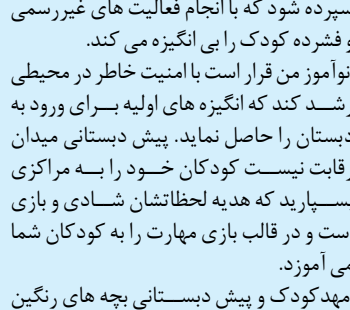 سپرده شود که با انجام فعالیت های غیررسمی
و فشرده کودک را بی انگیزه می کند.
نوآموز من قرار است با امنیت خاطر در محیطی
رشد کند که انگیزه های اولیه برای ورود به
دبستان را حاصل نماید. پیش دبستانی میدان
رقابت نیست کودکان خود را به مراکزی
بسپارید که هدیه لحظاتشان شادی و بازی
است و در قالب بازی مهارت را به کودکان شما
می آموزد.
مهدکودک و پیش دبستانی بچه های رنگین